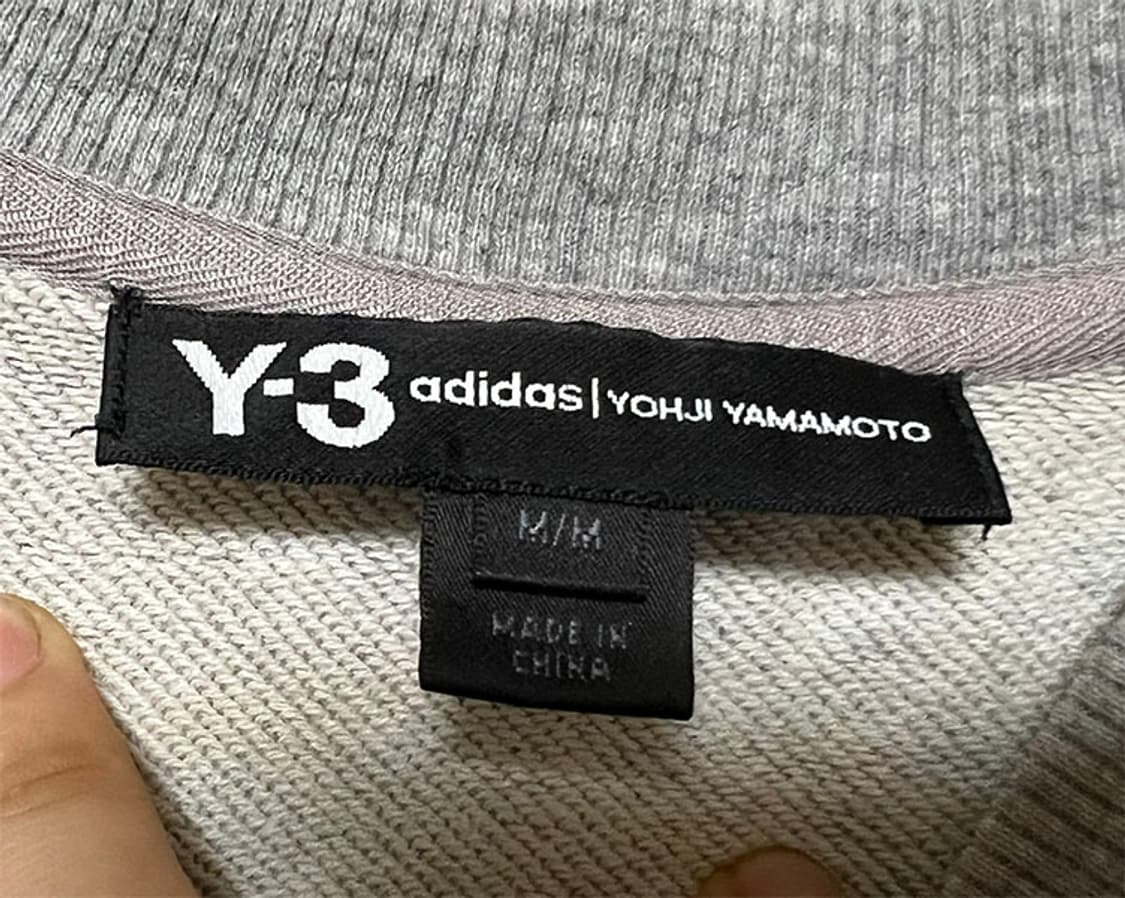 Y-3 adidas | YOHJI YAMAMOTO
M/M
MADE IN
CHINA